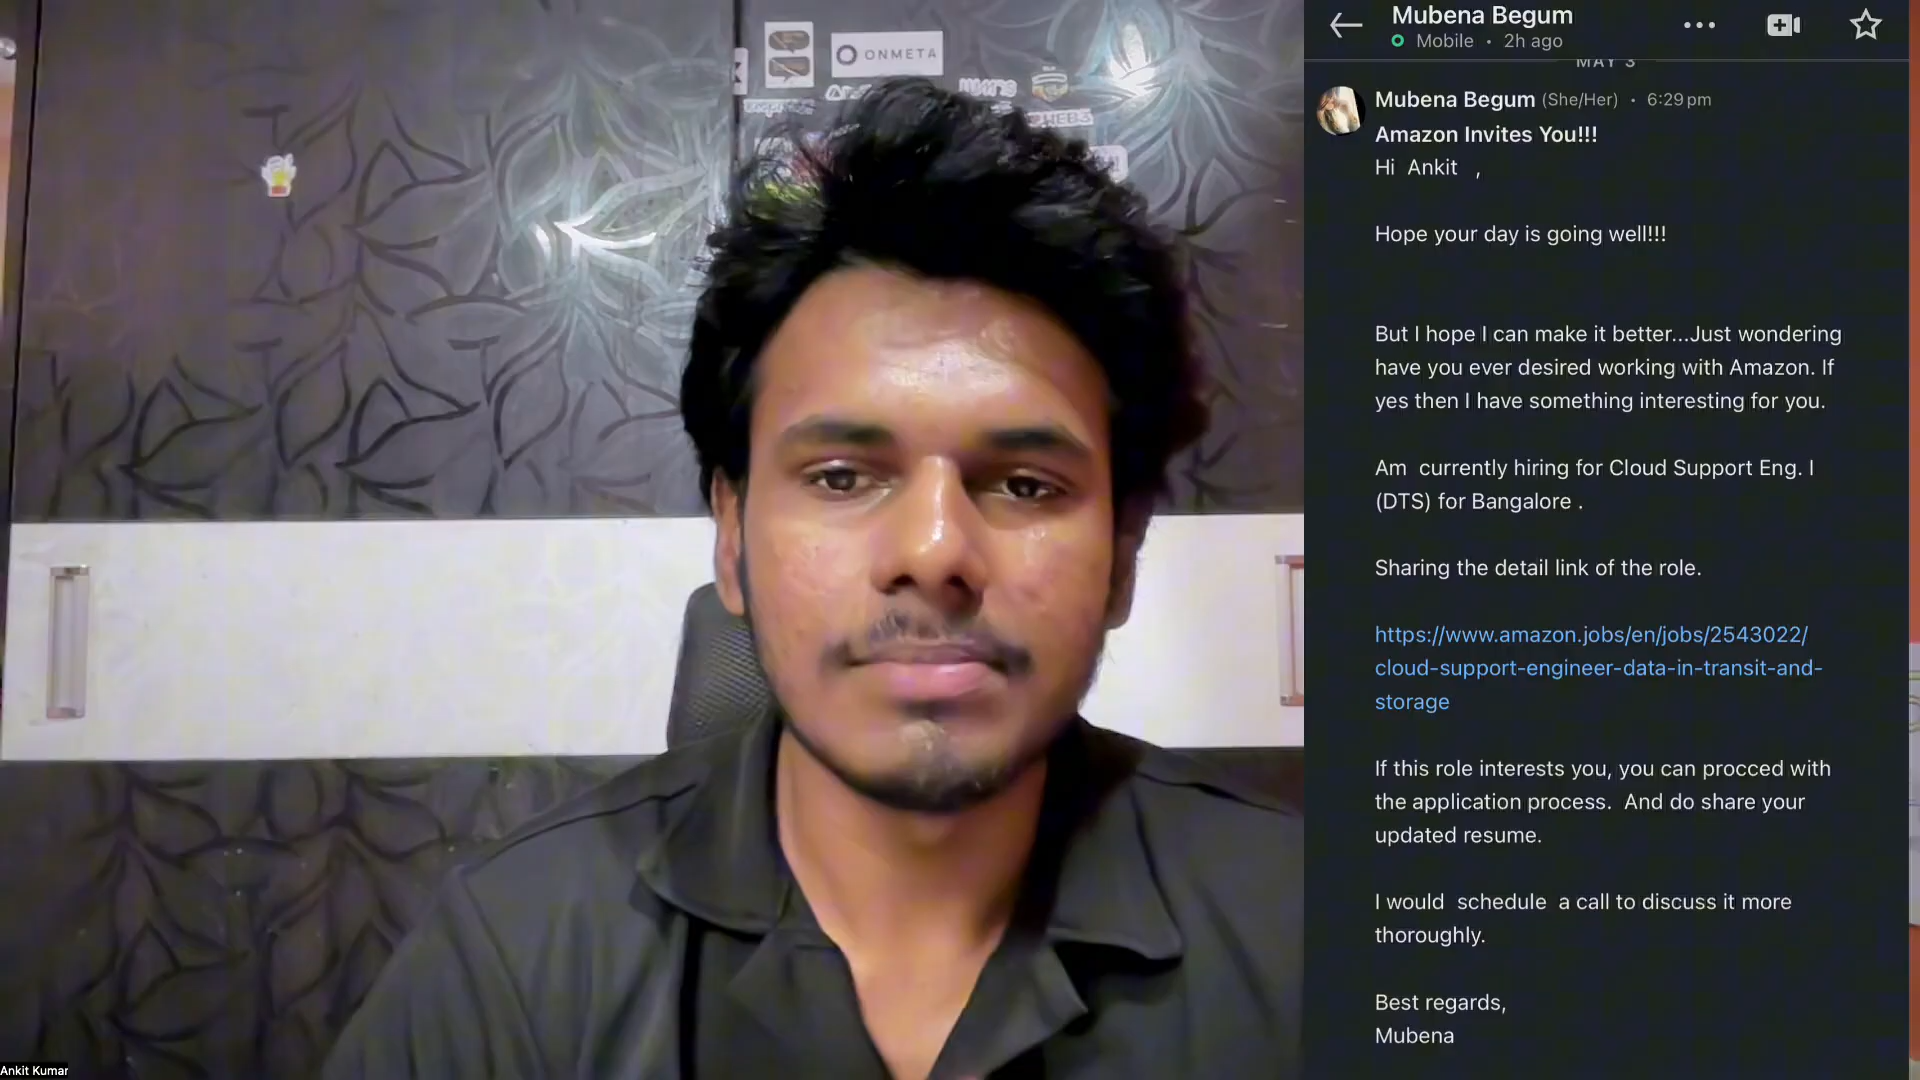 ONMETA
WEB3
Ankit Kumar
Mubena Begum
Mobile • 2h ago
MAY 3
Mubena Begum (She/Her) • 6:29 pm
Amazon Invites You!!!
Hi Ankit ,
Hope your day is going well!!!
But I hope I can make it better...Just wondering
have you ever desired working with Amazon. If
yes then I have something interesting for you.
Am currently hiring for Cloud Support Eng. I
(DTS) for Bangalore .
Sharing the detail link of the role.
https://www.amazon.jobs/en/jobs/2543022/
cloud-support-engineer-data-in-transit-and-
storage
If this role interests you, you can procced with
the application process. And do share your
updated resume.
I would schedule a call to discuss it more
thoroughly.
Best regards,
Mubena